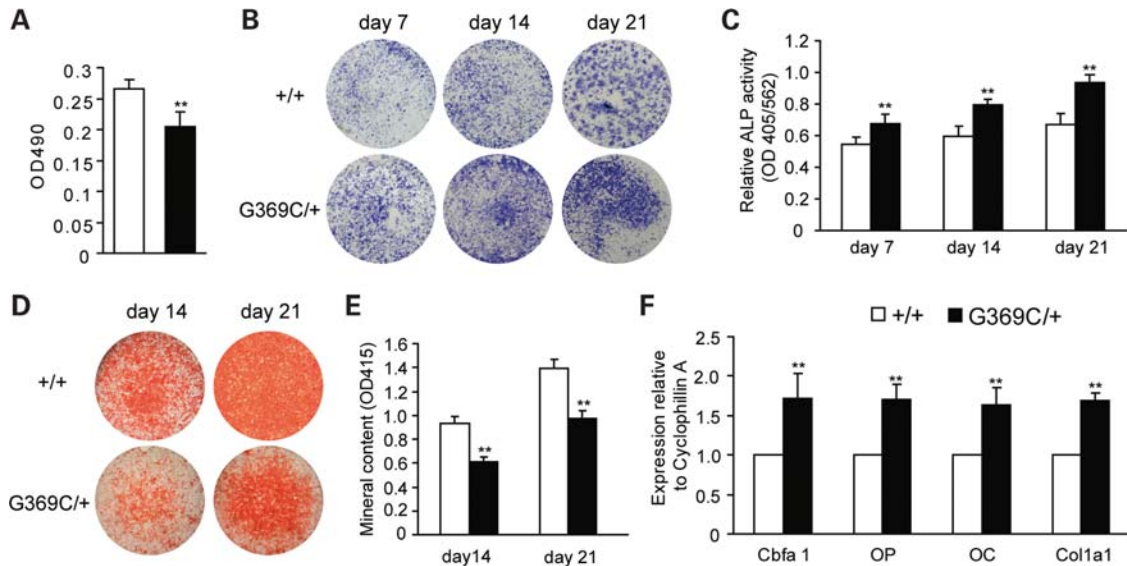 A
0.3
0.25
0.2
0.15
0.1
0.05
0
OD490
**
B
day 7 day 14 day 21
+/+
G369C/+
C
1.2
1.0
0.8
0.6
0.4
0.2
0
Relative ALP activity
(OD 405/562)
** ** **
day 7 day 14 day 21
D
day 14 day 21
+/+
G369C/+
E
1.6
1.4
1.2
1.0
0.8
0.6
0.4
0.2
0
Mineral content (OD415)
** **
day14 day 21
F
+/+ G369C/+
2.5
2.0
1.5
1.0
0.5
0
Expression relative
to Cyclophillin A
** ** ** **
Cbfa 1 OP OC Col1a1